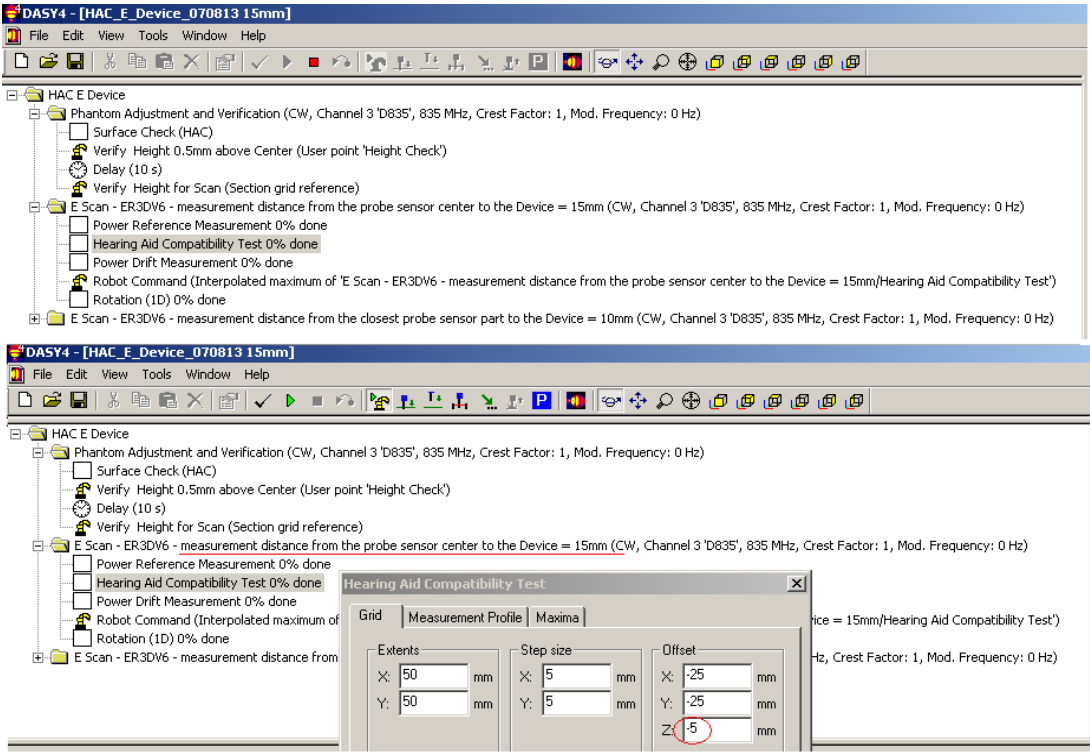 DASY4 - [HAC_E_Device_070813 15mm]
File Edit View Tools Window Help
P
HAC E Device
Phantom Adjustment and Verification (CW, Channel 3 'D835', 835 MHz, Crest Factor: 1, Mod. Frequency: 0 Hz)
Surface Check (HAC)
Verify Height 0.5mm above Center (User point 'Height Check')
Delay (10 s)
Verify Height for Scan (Section grid reference)
E Scan - ER3DV6 - measurement distance from the probe sensor center to the Device = 15mm (CW, Channel 3 'D835', 835 MHz, Crest Factor: 1, Mod. Frequency: 0 Hz)
Power Reference Measurement 0% done
Hearing Aid Compatibility Test 0% done
Power Drift Measurement 0% done
Robot Command (Interpolated maximum of 'E Scan - ER3DV6 - measurement distance from the probe sensor center to the Device = 15mm/Hearing Aid Compatibility Test')
Rotation (1D) 0% done
E Scan - ER3DV6 - measurement distance from the closest probe sensor part to the Device = 10mm (CW, Channel 3 'D835', 835 MHz, Crest Factor: 1, Mod. Frequency: 0 Hz)
DASY4 - [HAC_E_Device_070813 15mm]
File Edit View Tools Window Help
P
HAC E Device
Phantom Adjustment and Verification (CW, Channel 3 'D835', 835 MHz, Crest Factor: 1, Mod. Frequency: 0 Hz)
Surface Check (HAC)
Verify Height 0.5mm above Center (User point 'Height Check')
Delay (10 s)
Verify Height for Scan (Section grid reference)
E Scan - ER3DV6 - measurement distance from the probe sensor center to the Device = 15mm (CW, Channel 3 'D835', 835 MHz, Crest Factor: 1, Mod. Frequency: 0 Hz)
Power Reference Measurement 0% done
Hearing Aid Compatibility Test 0% done
Power Drift Measurement 0% done
Robot Command (Interpolated maximum of
ice = 15mm/Hearing Aid Compatibility Test')
Rotation (1D) 0% done
E Scan - ER3DV6 - measurement distance from
Hz, Crest Factor: 1, Mod. Frequency: 0 Hz)
Hearing Aid Compatibility Test
Grid Measurement Profile Maxima
Extents Step size Offset
X: 50 mm X: 5 mm X: -25 mm
Y: 50 mm Y: 5 mm Y: -25 mm
Z: -5 mm